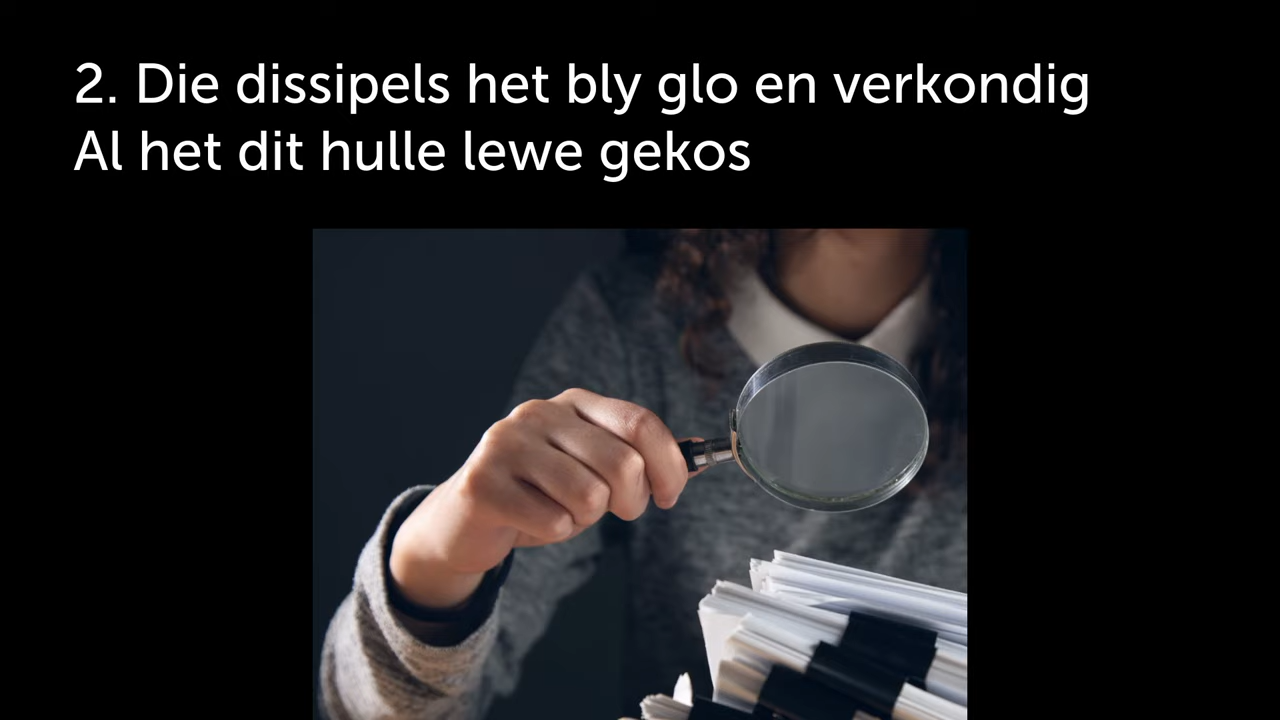 2. Die dissipels het bly glo en verkondig
Al het dit hulle lewe gekos